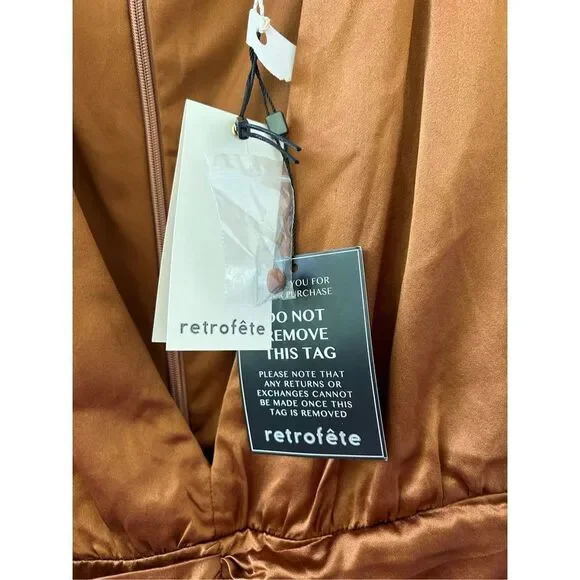 retrofête
YOU FOR
PURCHASE
DO NOT
REMOVE
THIS TAG
PLEASE NOTE THAT
ANY RETURNS OR
EXCHANGES CANNOT
BE MADE ONCE THIS
TAG IS REMOVED
retrofête